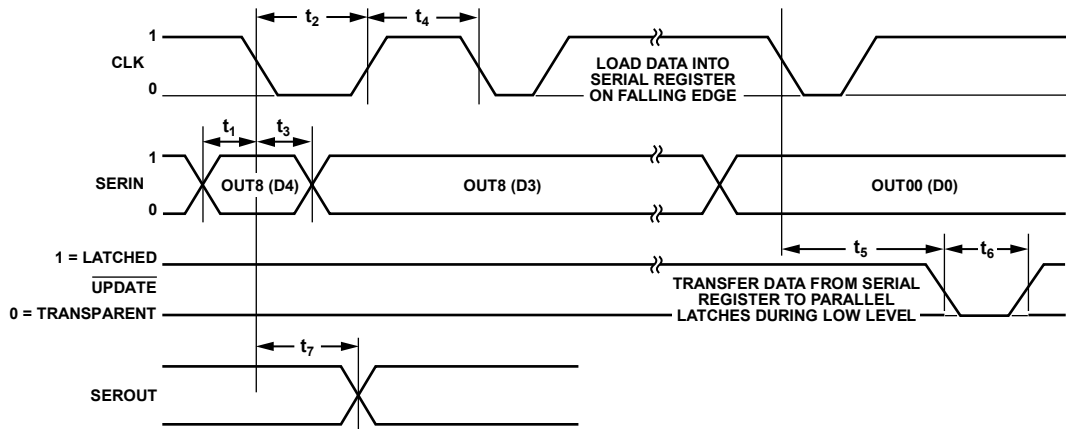 t2
t4
1
CLK
0
LOAD DATA INTO
SERIAL REGISTER
ON FALLING EDGE
t1
t3
1
SERIN
0
OUT8 (D4)
OUT8 (D3)
OUT00 (D0)
t5
t6
1 = LATCHED
UPDATE
0 = TRANSPARENT
TRANSFER DATA FROM SERIAL
REGISTER TO PARALLEL
LATCHES DURING LOW LEVEL
t7
SEROUT